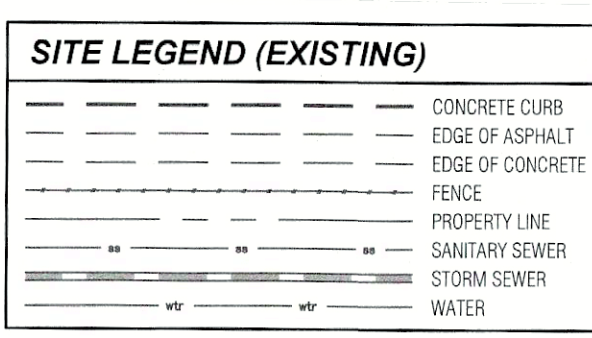 SITE LEGEND (EXISTING)
CONCRETE CURB
EDGE OF ASPHALT
EDGE OF CONCRETE
FENCE
PROPERTY LINE
ss ss ss SANITARY SEWER
STORM SEWER
wtr wtr WATER